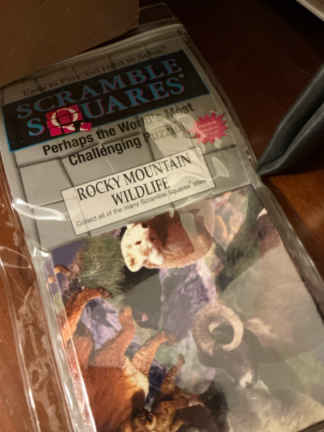 SCRAMBLE
SQUARES®
Perhaps the World's Most
Challenging Puzzle
ROCKY MOUNTAIN
WILDLIFE
Collect all of the many Scramble Squares®